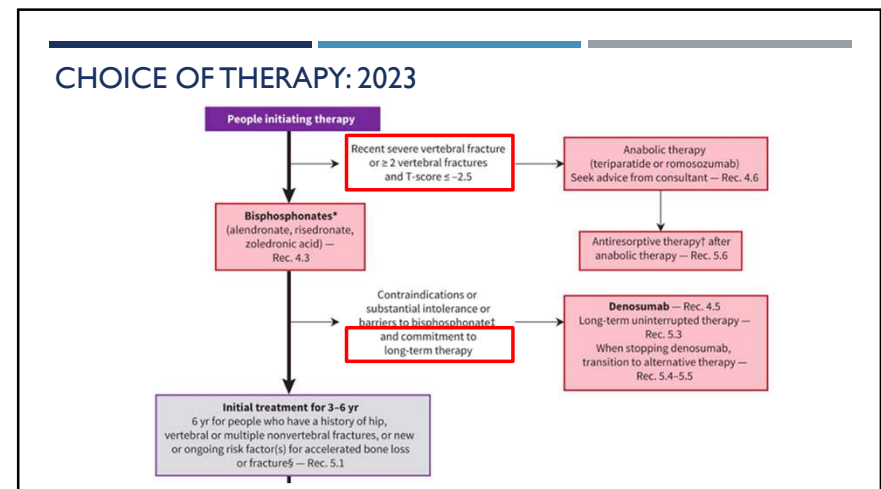 CHOICE OF THERAPY: 2023
People initiating therapy
Recent severe vertebral fracture
or ≥ 2 vertebral fractures
and T-score ≤ –2.5
Anabolic therapy
(teriparatide or romosozumab)
Seek advice from consultant — Rec. 4.6
Bisphosphonates*
(alendronate, risedronate,
zoledronic acid) —
Rec. 4.3
Antiresorptive therapy† after
anabolic therapy — Rec. 5.6
Contraindications or
substantial intolerance or
barriers to bisphosphonate‡
and commitment to
long-term therapy
Denosumab — Rec. 4.5
Long-term uninterrupted therapy —
Rec. 5.3
When stopping denosumab,
transition to alternative therapy —
Rec. 5.4–5.5
Initial treatment for 3–6 yr
6 yr for people who have a history of hip,
vertebral or multiple nonvertebral fractures, or new
or ongoing risk factor(s) for accelerated bone loss
or fracture§ — Rec. 5.1